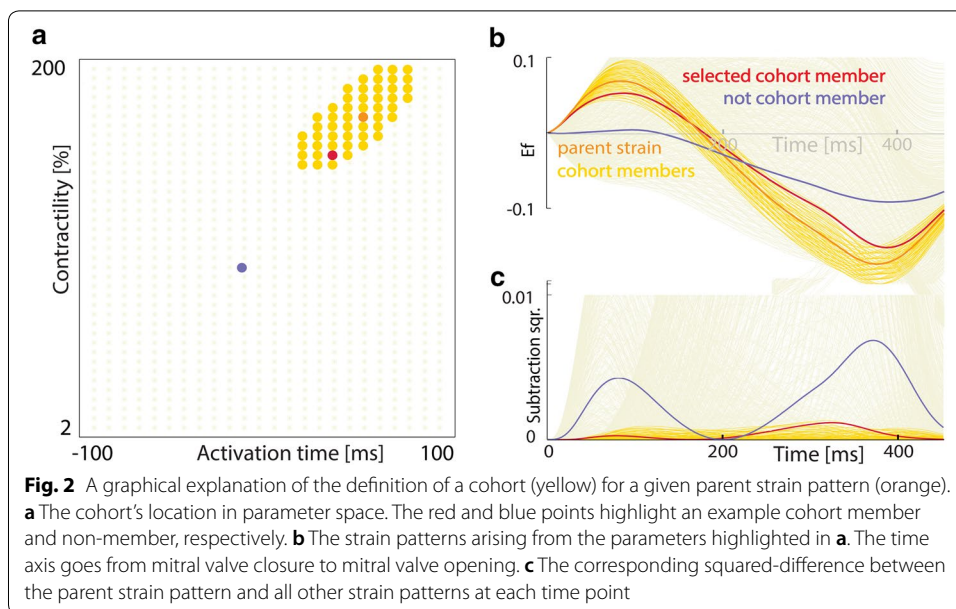 a
200
Contractility [%]
2
-100
Activation time [ms]
100
b
0.1
selected cohort member
not cohort member
Ef
parent strain
cohort members
200
Time [ms]
400
-0.1
c
0.01
Subtraction sqr.
0
0
200
Time [ms]
400
Fig. 2 A graphical explanation of the definition of a cohort (yellow) for a given parent strain pattern (orange).
a The cohort's location in parameter space. The red and blue points highlight an example cohort member
and non-member, respectively. b The strain patterns arising from the parameters highlighted in a. The time
axis goes from mitral valve closure to mitral valve opening. c The corresponding squared-difference between
the parent strain pattern and all other strain patterns at each time point